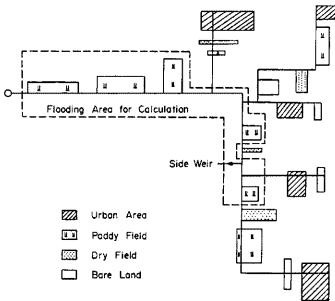 Flooding Area for Calculation
Side Weir
Urban Area
Paddy Field
Dry Field
Bare Land